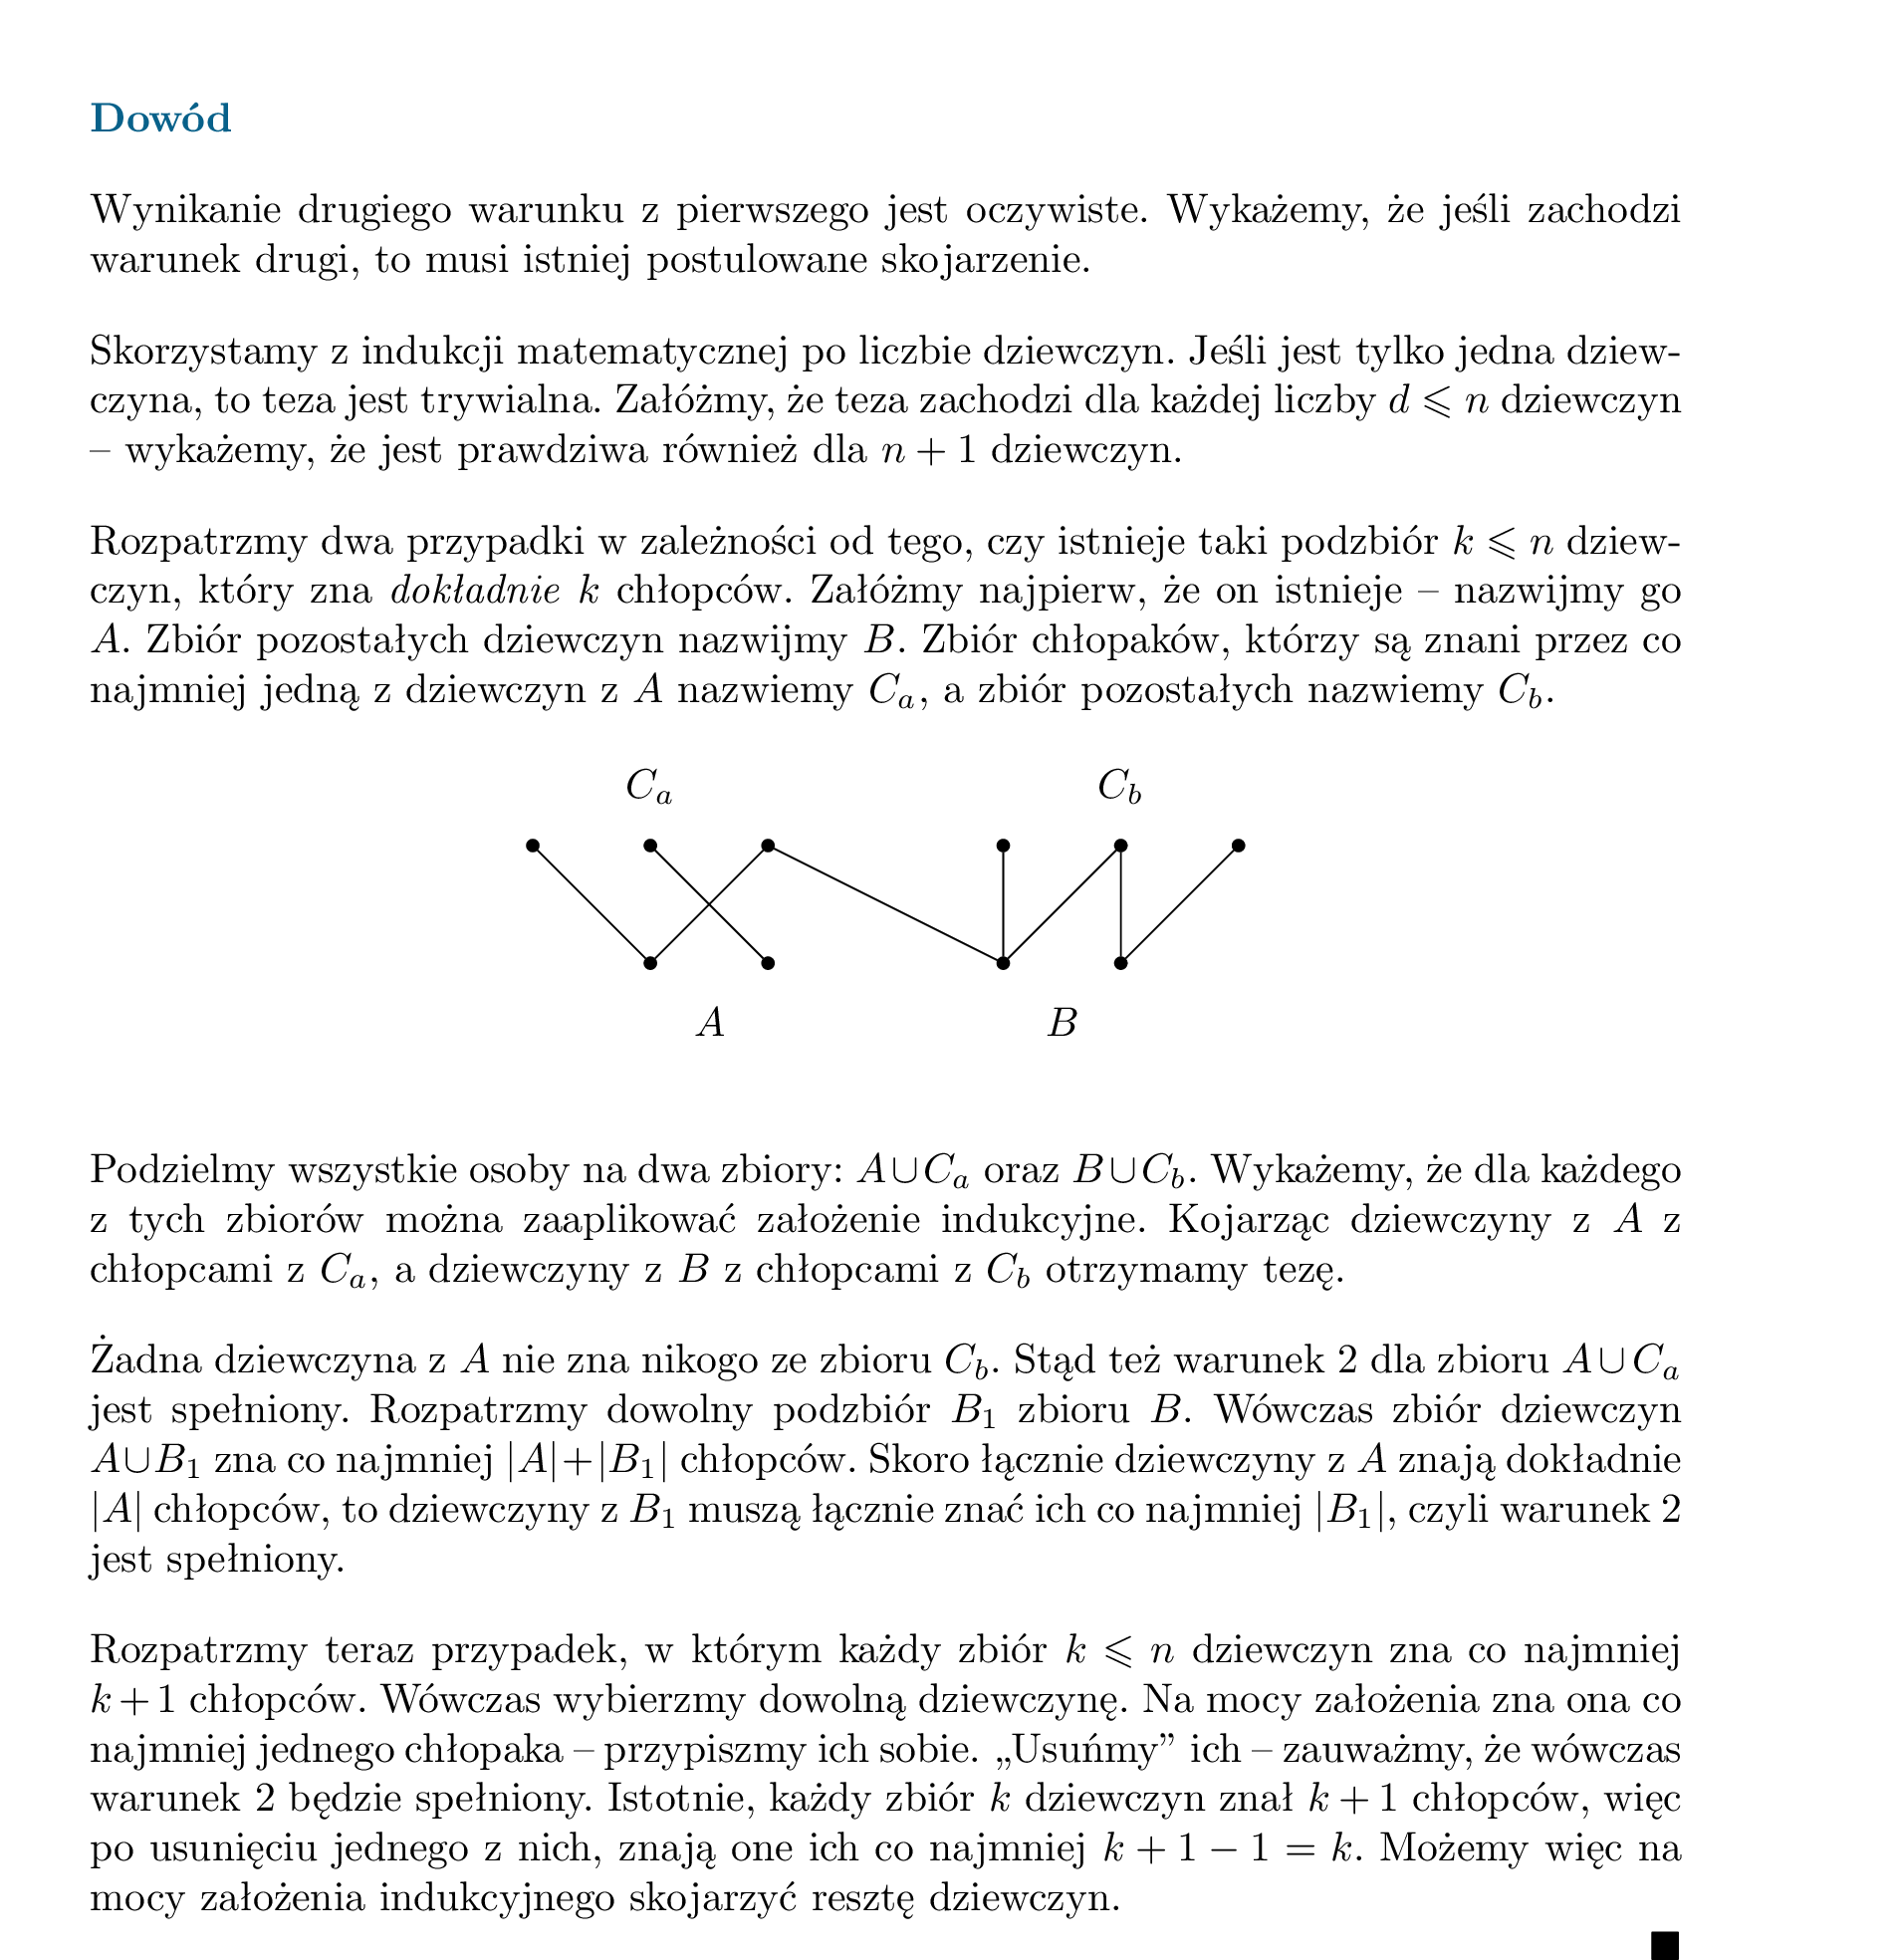 Dowód
Wynikanie drugiego warunku z pierwszego jest oczywiste. Wykażemy, że jeśli zachodzi
warunek drugi, to musi istniej postulowane skojarzenie.
Skorzystamy z indukcji matematycznej po liczbie dziewczyn. Jeśli jest tylko jedna dziew-
czyna, to teza jest trywialna. Załóżmy, że teza zachodzi dla każdej liczby d ⩽ n dziewczyn
– wykażemy, że jest prawdziwa również dla n + 1 dziewczyn.
Rozpatrzmy dwa przypadki w zależności od tego, czy istnieje taki podzbiór k ⩽ n dziew-
czyn, który zna dokładnie k chłopców. Załóżmy najpierw, że on istnieje – nazwijmy go
A. Zbiór pozostałych dziewczyn nazwijmy B. Zbiór chłopaków, którzy są znani przez co
najmniej jedną z dziewczyn z A nazwiemy C_a, a zbiór pozostałych nazwiemy C_b.
C_a C_b
A B
Podzielmy wszystkie osoby na dwa zbiory: A∪C_a oraz B∪C_b. Wykażemy, że dla każdego
z tych zbiorów można zaaplikować założenie indukcyjne. Kojarząc dziewczyny z A z
chłopcami z C_a, a dziewczyny z B z chłopcami z C_b otrzymamy tezę.
Żadna dziewczyna z A nie zna nikogo ze zbioru C_b. Stąd też warunek 2 dla zbioru A∪C_a
jest spełniony. Rozpatrzmy dowolny podzbiór B_1 zbioru B. Wówczas zbiór dziewczyn
A∪B_1 zna co najmniej |A|+|B_1| chłopców. Skoro łącznie dziewczyny z A znają dokładnie
|A| chłopców, to dziewczyny z B_1 muszą łącznie znać ich co najmniej |B_1|, czyli warunek 2
jest spełniony.
Rozpatrzmy teraz przypadek, w którym każdy zbiór k ⩽ n dziewczyn zna co najmniej
k + 1 chłopców. Wówczas wybierzmy dowolną dziewczynę. Na mocy założenia zna ona co
najmniej jednego chłopaka – przypiszmy ich sobie. „Usuńmy” ich – zauważmy, że wówczas
warunek 2 będzie spełniony. Istotnie, każdy zbiór k dziewczyn znał k + 1 chłopców, więc
po usunięciu jednego z nich, znają one ich co najmniej k + 1 − 1 = k. Możemy więc na
mocy założenia indukcyjnego skojarzyć resztę dziewczyn.